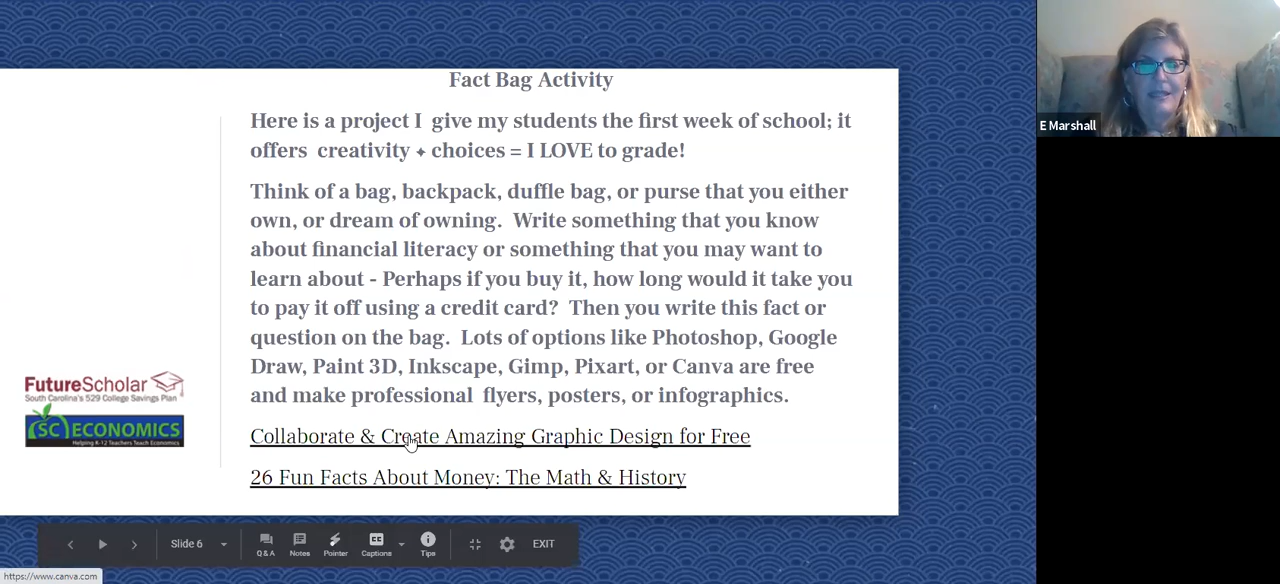 Fact Bag Activity
Here is a project I give my students the first week of school; it
offers creativity + choices = I LOVE to grade!
Think of a bag, backpack, duffle bag, or purse that you either
own, or dream of owning. Write something that you know
about financial literacy or something that you may want to
learn about - Perhaps if you buy it, how long would it take you
to pay it off using a credit card? Then you write this fact or
question on the bag. Lots of options like Photoshop, Google
Draw, Paint 3D, Inkscape, Gimp, Pixart, or Canva are free
and make professional flyers, posters, or infographics.
Collaborate & Create Amazing Graphic Design for Free
26 Fun Facts About Money: The Math & History
FutureScholar
South Carolina's 529 College Savings Plan
SC ECONOMICS
Helping K-12 Teachers Teach Economics
E Marshall
Slide 6
Q & A
Notes
Pointer
Captions
Tips
EXIT
https://www.canva.com